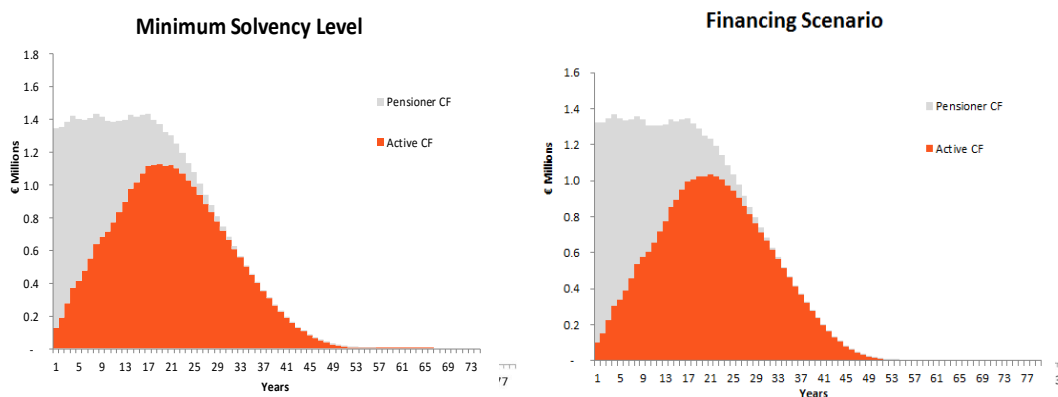 Minimum Solvency Level
1.8
1.6
1.4
1.2
1.0
0.8
0.6
0.4
0.2
-
€ Millions
Pensioner CF
Active CF
1 5 9 13 17 21 25 29 33 37 41 45 49 53 57 61 65 69 73
77
Years
Financing Scenario
1.6
1.4
1.2
1.0
0.8
0.6
0.4
0.2
-
€ Millions
Pensioner CF
Active CF
1 5 9 13 17 21 25 29 33 37 41 45 49 53 57 61 65 69 73 77
Years